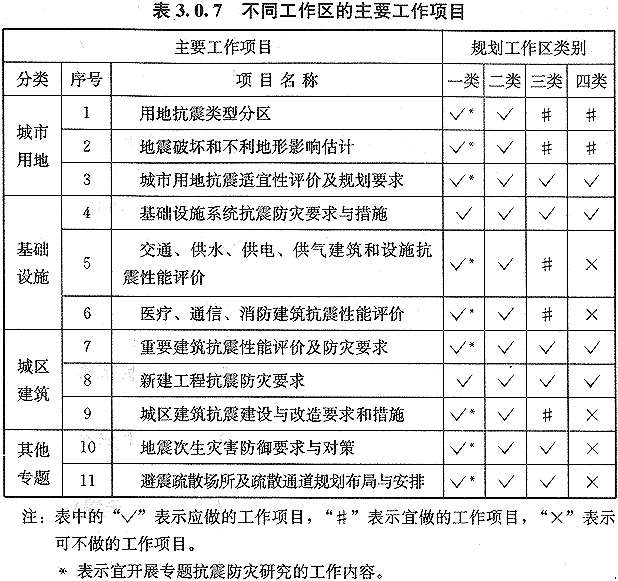 表 3.0.7 不同工作区的主要工作项目
主要工作项目 规划工作区类别
分类 序号 项目名称 一类 二类 三类 四类
城市用地 1 用地抗震类型分区 ✓* ✓ # #
2 地震破坏和不利地形影响估计 ✓* ✓ # #
3 城市用地抗震适宜性评价及规划要求 ✓* ✓ ✓ ✓
基础设施 4 基础设施系统抗震防灾要求与措施 ✓ ✓ ✓ ✓
5 交通、供水、供电、供气建筑和设施抗
震性能评价 ✓* ✓ # ×
6 医疗、通信、消防建筑抗震性能评价 ✓* ✓ # ×
城区建筑 7 重要建筑抗震性能评价及防灾要求 ✓* ✓ ✓ ✓
8 新建工程抗震防灾要求 ✓ ✓ ✓ ✓
9 城区建筑抗震建设与改造要求和措施 ✓* ✓ # ×
其他专题 10 地震次生灾害防御要求与对策 ✓* ✓ ✓ ×
11 避震疏散场所及疏散通道规划布局与安排 ✓* ✓ ✓ ×
注：表中的“✓”表示应做的工作项目，“#”表示宜做的工作项目，“×”表示
可不做的工作项目。
* 表示宜开展专题抗震防灾研究的工作内容。